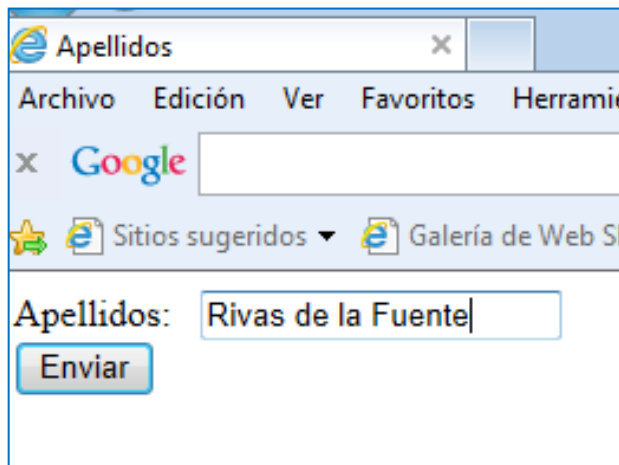 Apellidos
Archivo Edición Ver Favoritos
Google
Sitios sugeridos Galería de Web
Apellidos: Rivas de la Fuente
Enviar